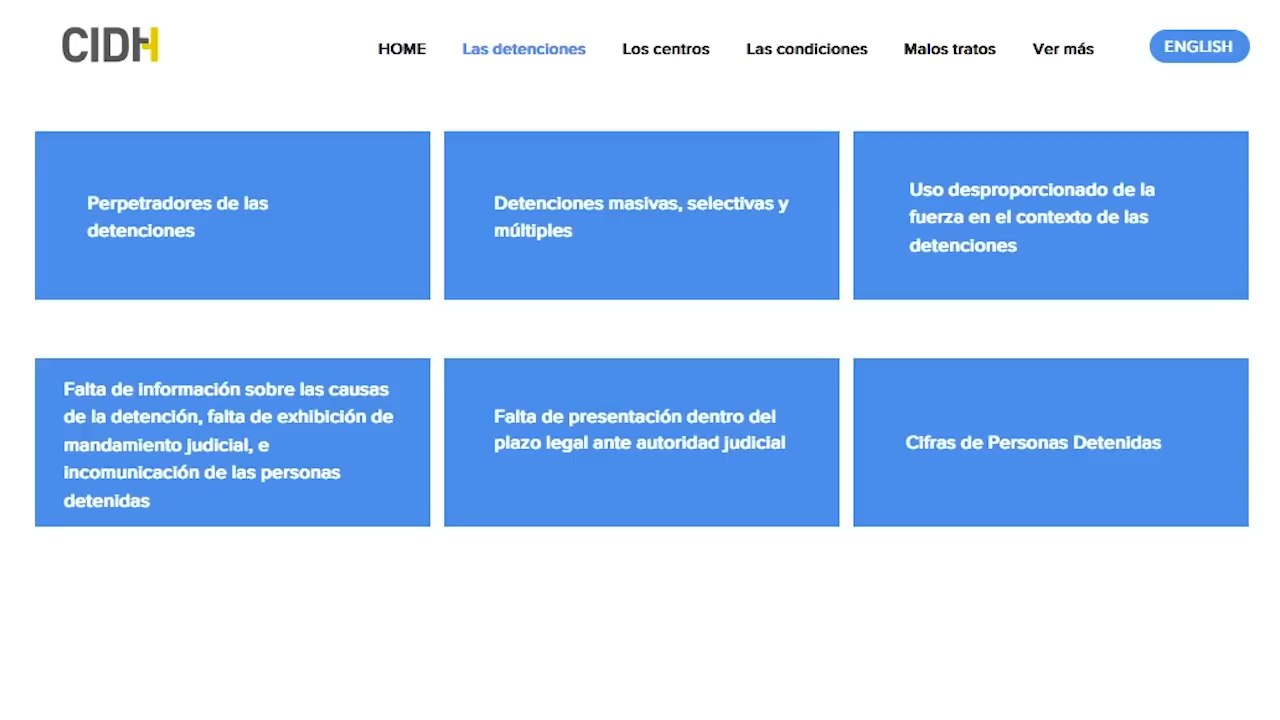 CIDH
HOME
Las detenciones
Los centros
Las condiciones
Malos tratos
Ver más
ENGLISH
Perpetradores de las
detenciones
Detenciones masivas, selectivas y
múltiples
Uso desproporcionado de la
fuerza en el contexto de las
detenciones
Falta de información sobre las causas
de la detención, falta de exhibición de
mandamiento judicial, e
incomunicación de las personas
detenidas
Falta de presentación dentro del
plazo legal ante autoridad judicial
Cifras de Personas Detenidas